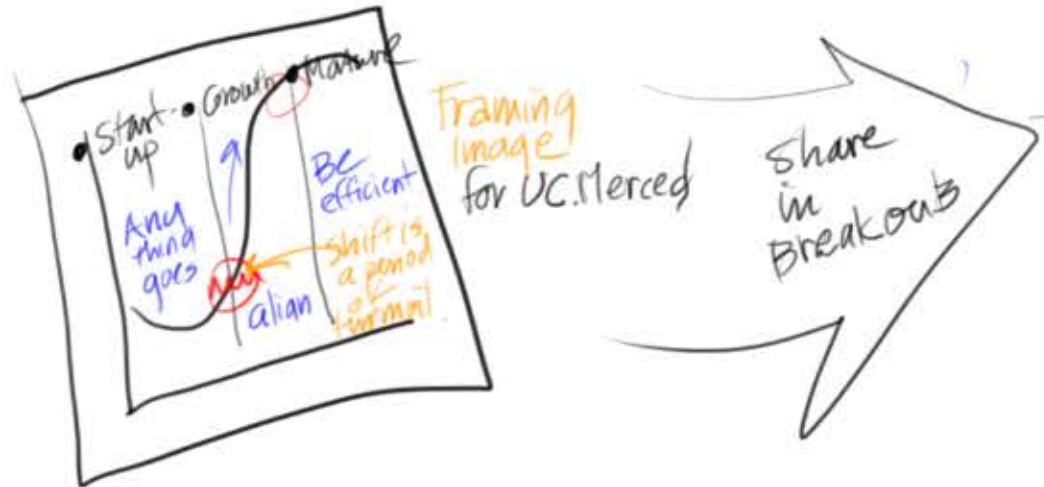 Start-
up
Growth
Mature
Any
thing
goes
align
Be
efficient
shift is
a period
of
turmoil.
Framing
Image
for UC.Merced
Share
in
Breakouts